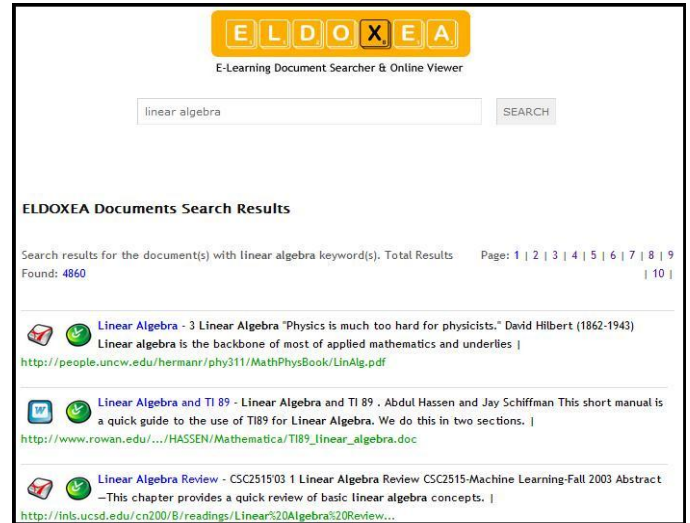 ELDOXEA
E-Learning Document Searcher & Online Viewer
linear algebra SEARCH
ELDOXEA Documents Search Results
Search results for the document(s) with linear algebra keyword(s). Total Results
Found: 4860
Page: 1 | 2 | 3 | 4 | 5 | 6 | 7 | 8 | 9
| 10 |
Linear Algebra - 3 Linear Algebra "Physics is much too hard for physicists." David Hilbert (1862-1943)
Linear algebra is the backbone of most of applied mathematics and underlies |
http://people.uncw.edu/hermanr/phy311/MathPhysBook/LinAlg.pdf
Linear Algebra and TI 89 - Linear Algebra and TI 89 . Abdul Hassen and Jay Schiffman This short manual is
a quick guide to the use of TI89 for Linear Algebra. We do this in two sections. |
http://www.rowan.edu/.../HASSEN/Mathematica/TI89_linear_algebra.doc
Linear Algebra Review - CSC2515'03 1 Linear Algebra Review CSC2515-Machine Learning-Fall 2003 Abstract
—This chapter provides a quick review of basic linear algebra concepts. |
http://inls.ucsd.edu/cn200/B/readings/Linear%20Algebra%20Review...